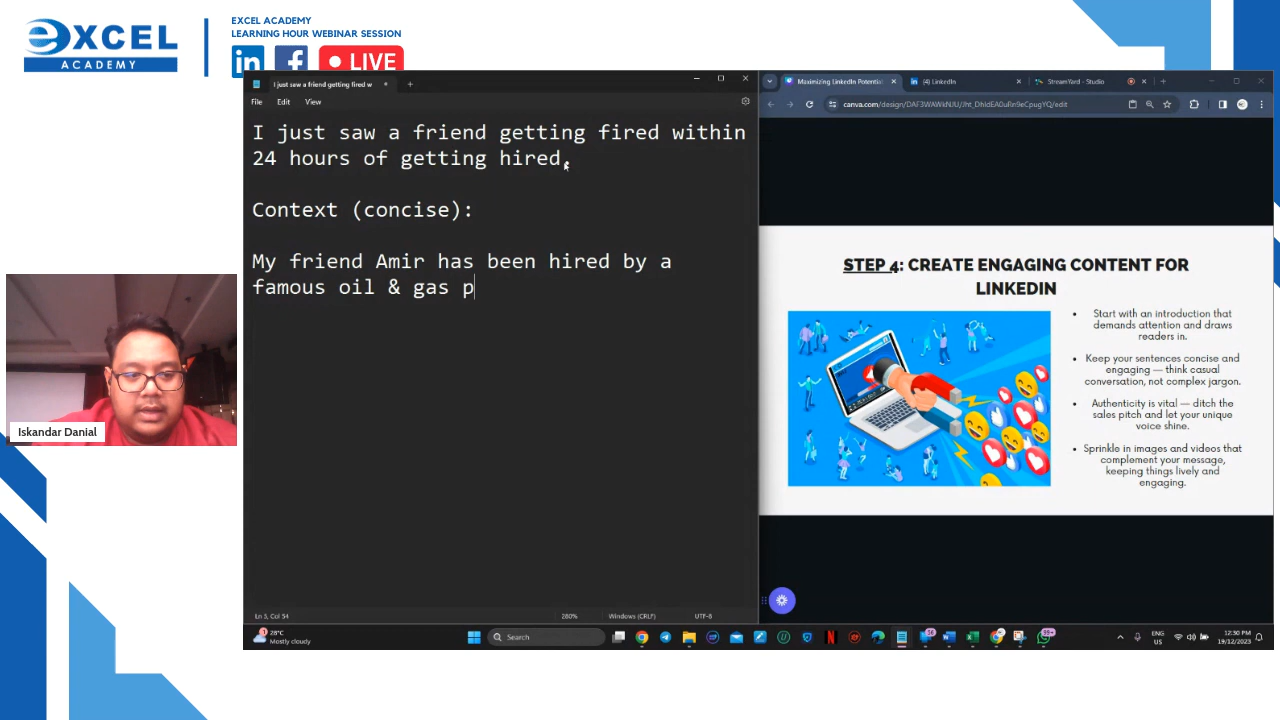 EXCEL
ACADEMY
EXCEL ACADEMY
LEARNING HOUR WEBINAR SESSION
in
LIVE
I just saw a friend getting fired w
File Edit View
I just saw a friend getting fired within
24 hours of getting hired.
Context (concise):
My friend Amir has been hired by a
famous oil & gas p
Ln 5, Col 54
280%
Windows (CRLF)
UTF-8
Maximizing LinkedIn Potentia
(4) LinkedIn
StreamYard - Studio
STEP 4: CREATE ENGAGING CONTENT FOR
LINKEDIN
• Start with an introduction that
demands attention and draws
readers in.
• Keep your sentences concise and
engaging — think casual
conversation, not complex jargon.
• Authenticity is vital — ditch the
sales pitch and let your unique
voice shine.
• Sprinkle in images and videos that
complement your message,
keeping things lively and
engaging.
Iskandar Danial
28°C
Mostly cloudy
Search
99+
ENG
US
12:30 PM
19/12/2023